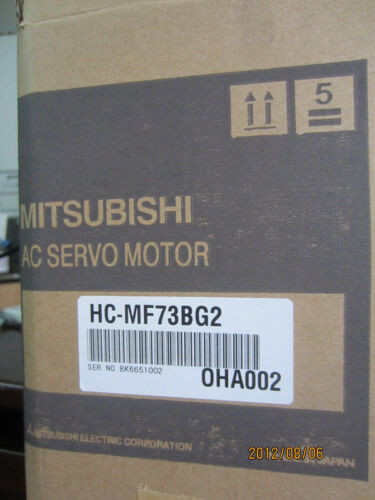 5
MITSUBISHI
AC SERVO MOTOR
HC-MF73BG2
SER NO BK6651002
OHA002
MITSUBISHI ELECTRIC CORPORATION
2012/08/06
JAPAN